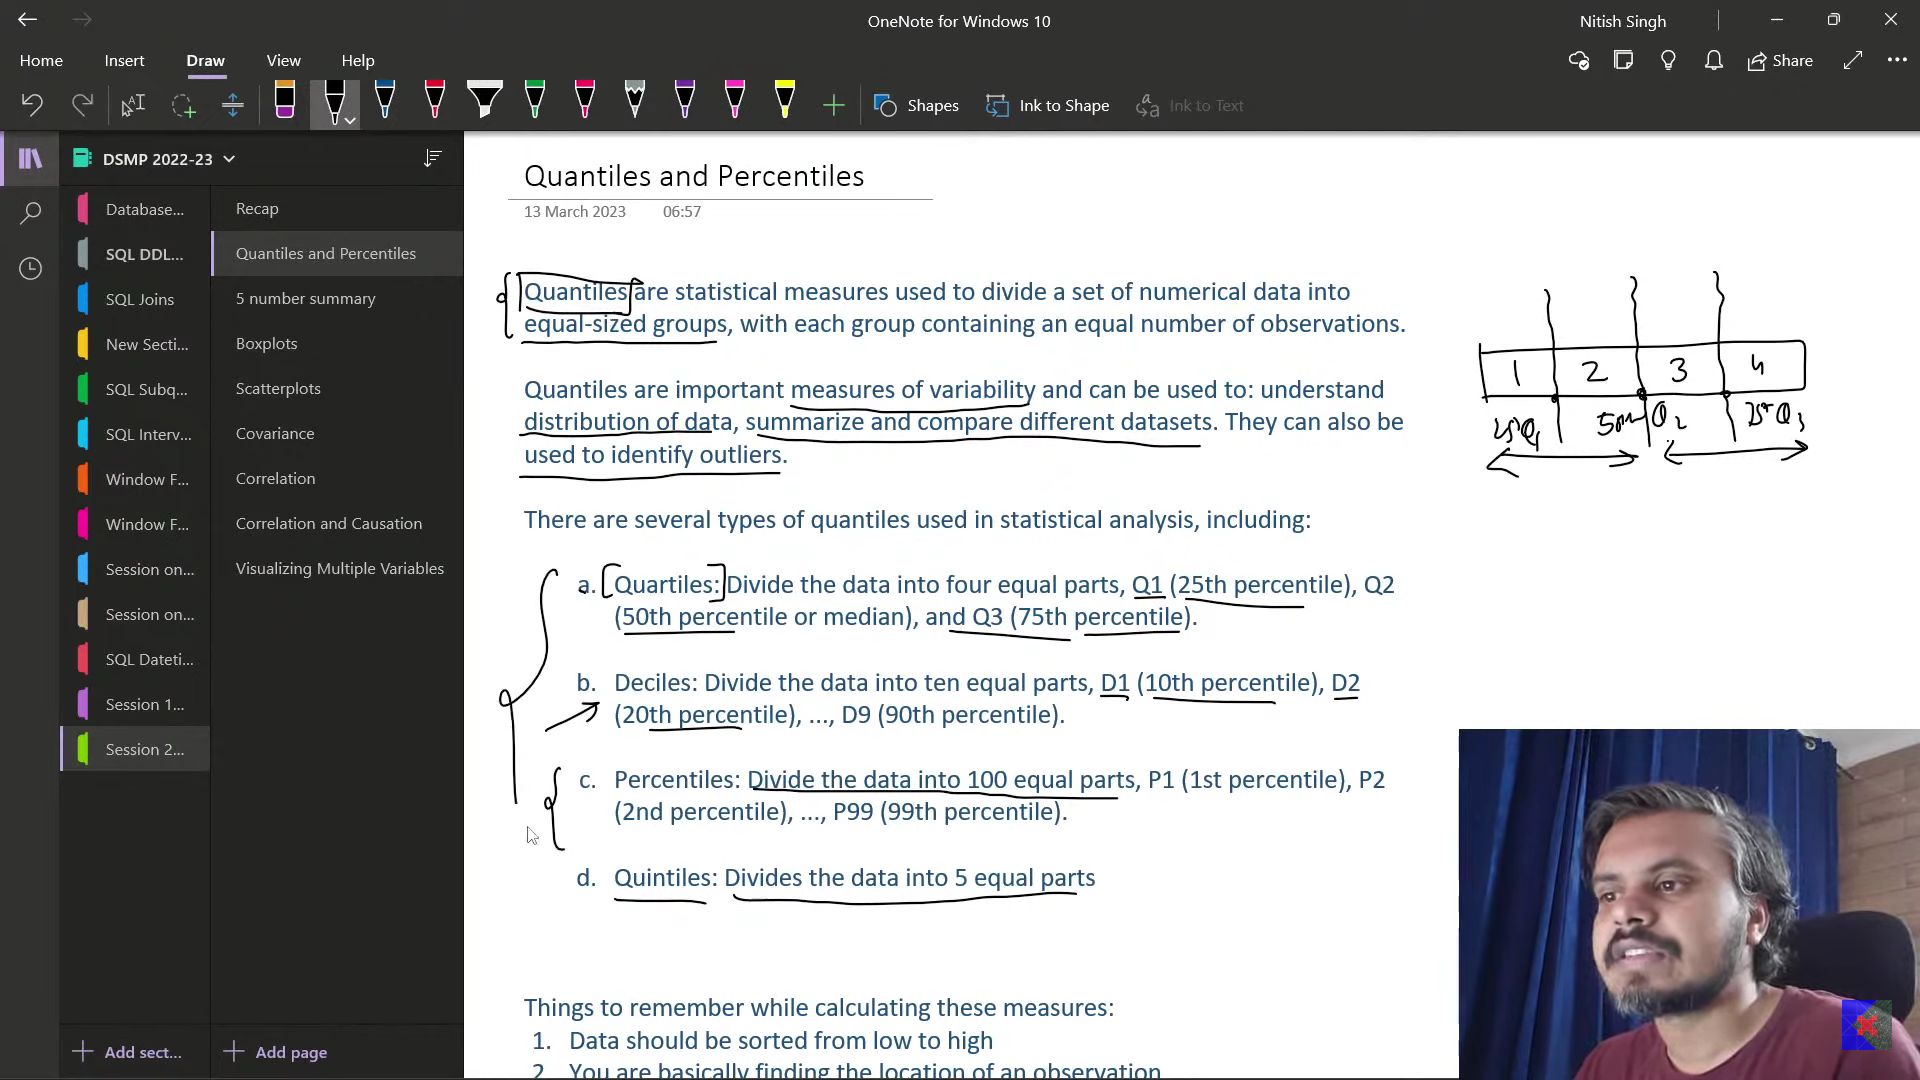 OneNote for Windows 10
Nitish Singh
Home Insert Draw View Help
Share
Shapes Ink to Shape Ink to Text
DSMP 2022-23
Database...
SQL DDL...
SQL Joins
New Secti...
SQL Subq...
SQL Interv...
Window F...
Window F...
Session on...
Session on...
SQL Dateti...
Session 1...
Session 2...
Add sect...
Recap
Quantiles and Percentiles
5 number summary
Boxplots
Scatterplots
Covariance
Correlation
Correlation and Causation
Visualizing Multiple Variables
Add page
Quantiles and Percentiles
13 March 2023 06:57
Quantiles are statistical measures used to divide a set of numerical data into
equal-sized groups, with each group containing an equal number of observations.
Quantiles are important measures of variability and can be used to: understand
distribution of data, summarize and compare different datasets. They can also be
used to identify outliers.
There are several types of quantiles used in statistical analysis, including:
a. Quartiles: Divide the data into four equal parts, Q1 (25th percentile), Q2
(50th percentile or median), and Q3 (75th percentile).
b. Deciles: Divide the data into ten equal parts, D1 (10th percentile), D2
(20th percentile), ..., D9 (90th percentile).
c. Percentiles: Divide the data into 100 equal parts, P1 (1st percentile), P2
(2nd percentile), ..., P99 (99th percentile).
d. Quintiles: Divides the data into 5 equal parts
Things to remember while calculating these measures:
1. Data should be sorted from low to high
2. You are basically finding the location of an observation
1 2 3 4
Q1 Q2 Q3